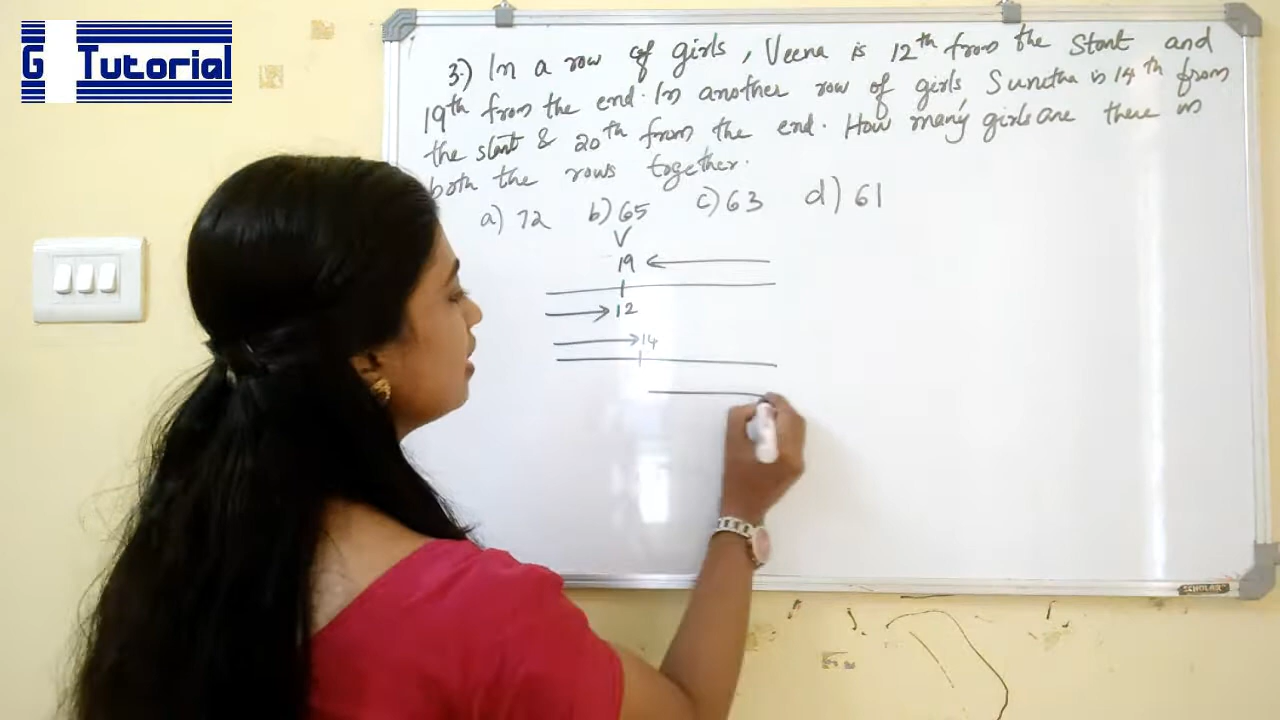 G Tutorial
3.) In a row of girls, Veena is 12th from the Start and
19th from the end. In another row of girls Sunitha is 14th from
the start & 20th from the end. How many girls are there in
both the rows together.
a) 72 b) 65 c) 63 d) 61
V
19
12
14
SCHOLAR